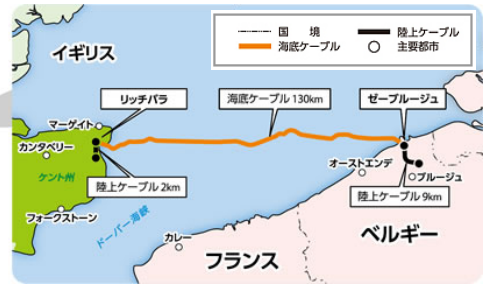 国 境
陸上ケーブル
海底ケーブル
主要都市
イギリス
リッチバラ
海底ケーブル 130km
ゼーブルージュ
マーゲイト
カンタベリー
オーストエンデ
ブルージュ
ケント州
陸上ケーブル 2km
陸上ケーブル 9km
フォークストーン
ドーバー海峡
カレー
フランス
ベルギー